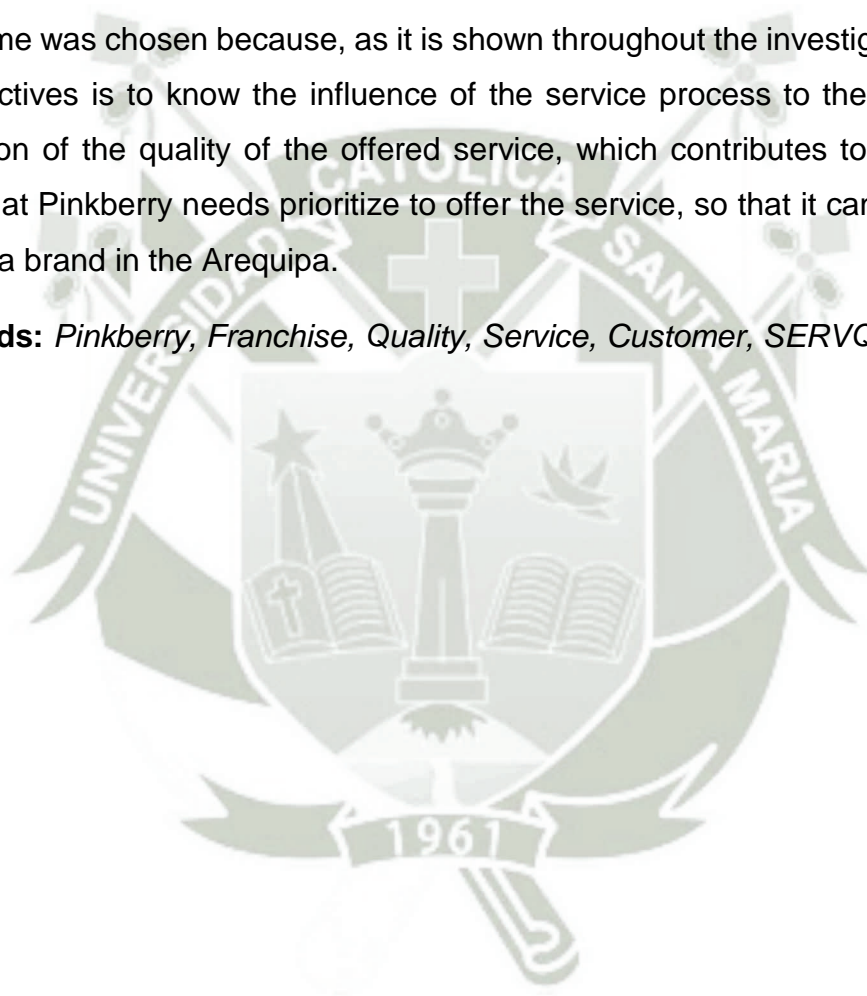 me was chosen because, as it is shown throughout the investig
ctives is to know the influence of the service process to the
on of the quality of the offered service, which contributes to
at Pinkberry needs prioritize to offer the service, so that it can
a brand in the Arequipa.
ds: Pinkberry, Franchise, Quality, Service, Customer, SERVQ
UNIVERSIDAD CATOLICA SANTA MARIA
1961